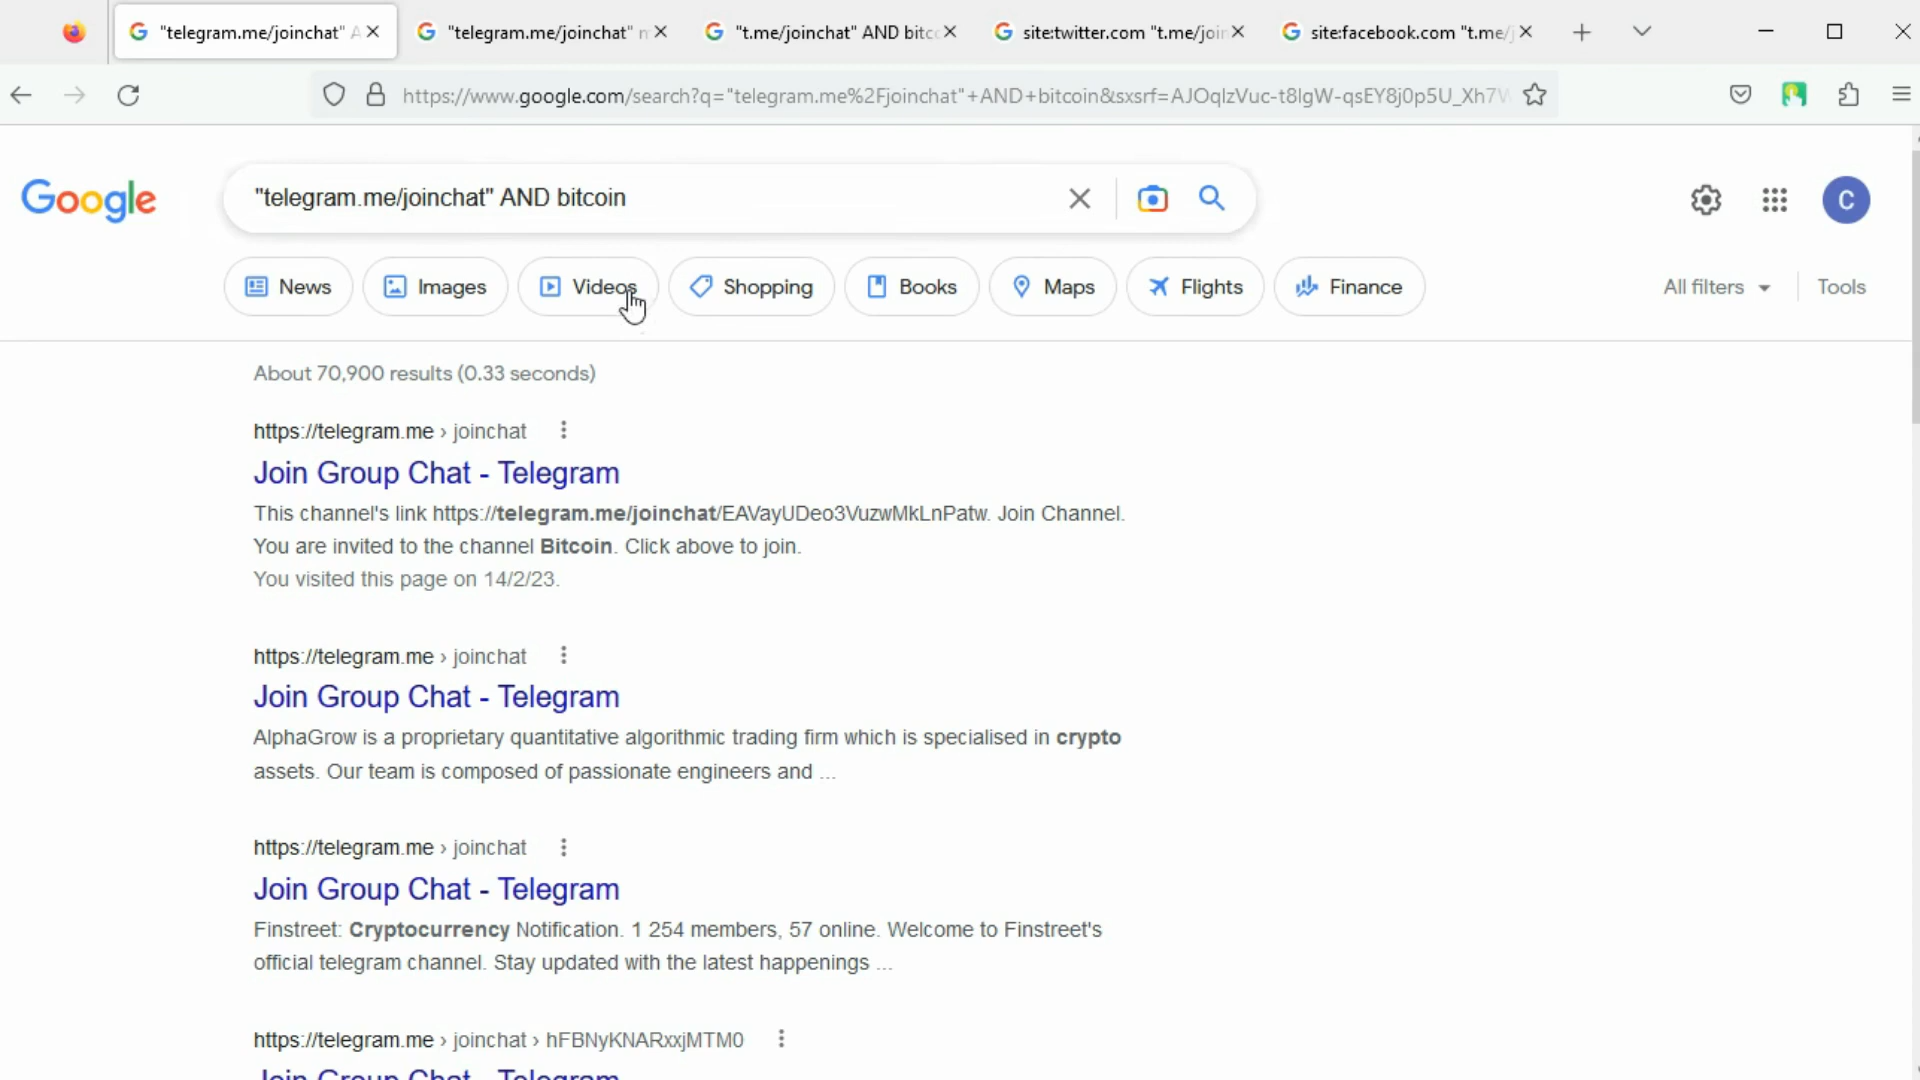 "telegram.me/joinchat" A
"telegram.me/joinchat"
"t.me/joinchat" AND bitc
site:twitter.com "t.me/join
site:facebook.com "t.me/j
https://www.google.com/search?q="telegram.me%2Fjoinchat"+AND+bitcoin&sxsrf=AJOqlzVuc-t8lgW-qsEY8j0p5U_Xh7W
Google
"telegram.me/joinchat" AND bitcoin
C
News
Images
Videos
Shopping
Books
Maps
Flights
Finance
All filters
Tools
About 70,900 results (0.33 seconds)
https://telegram.me › joinchat
Join Group Chat - Telegram
This channel's link https://telegram.me/joinchat/EAVayUDeo3VuzwMkLnPatw. Join Channel.
You are invited to the channel Bitcoin. Click above to join.
You visited this page on 14/2/23.
https://telegram.me › joinchat
Join Group Chat - Telegram
AlphaGrow is a proprietary quantitative algorithmic trading firm which is specialised in crypto
assets. Our team is composed of passionate engineers and ...
https://telegram.me › joinchat
Join Group Chat - Telegram
Finstreet: Cryptocurrency Notification. 1 254 members, 57 online. Welcome to Finstreet's
official telegram channel. Stay updated with the latest happenings ...
https://telegram.me › joinchat › hFBNyKNARxxjMTM0
Join Group Chat - Telegram